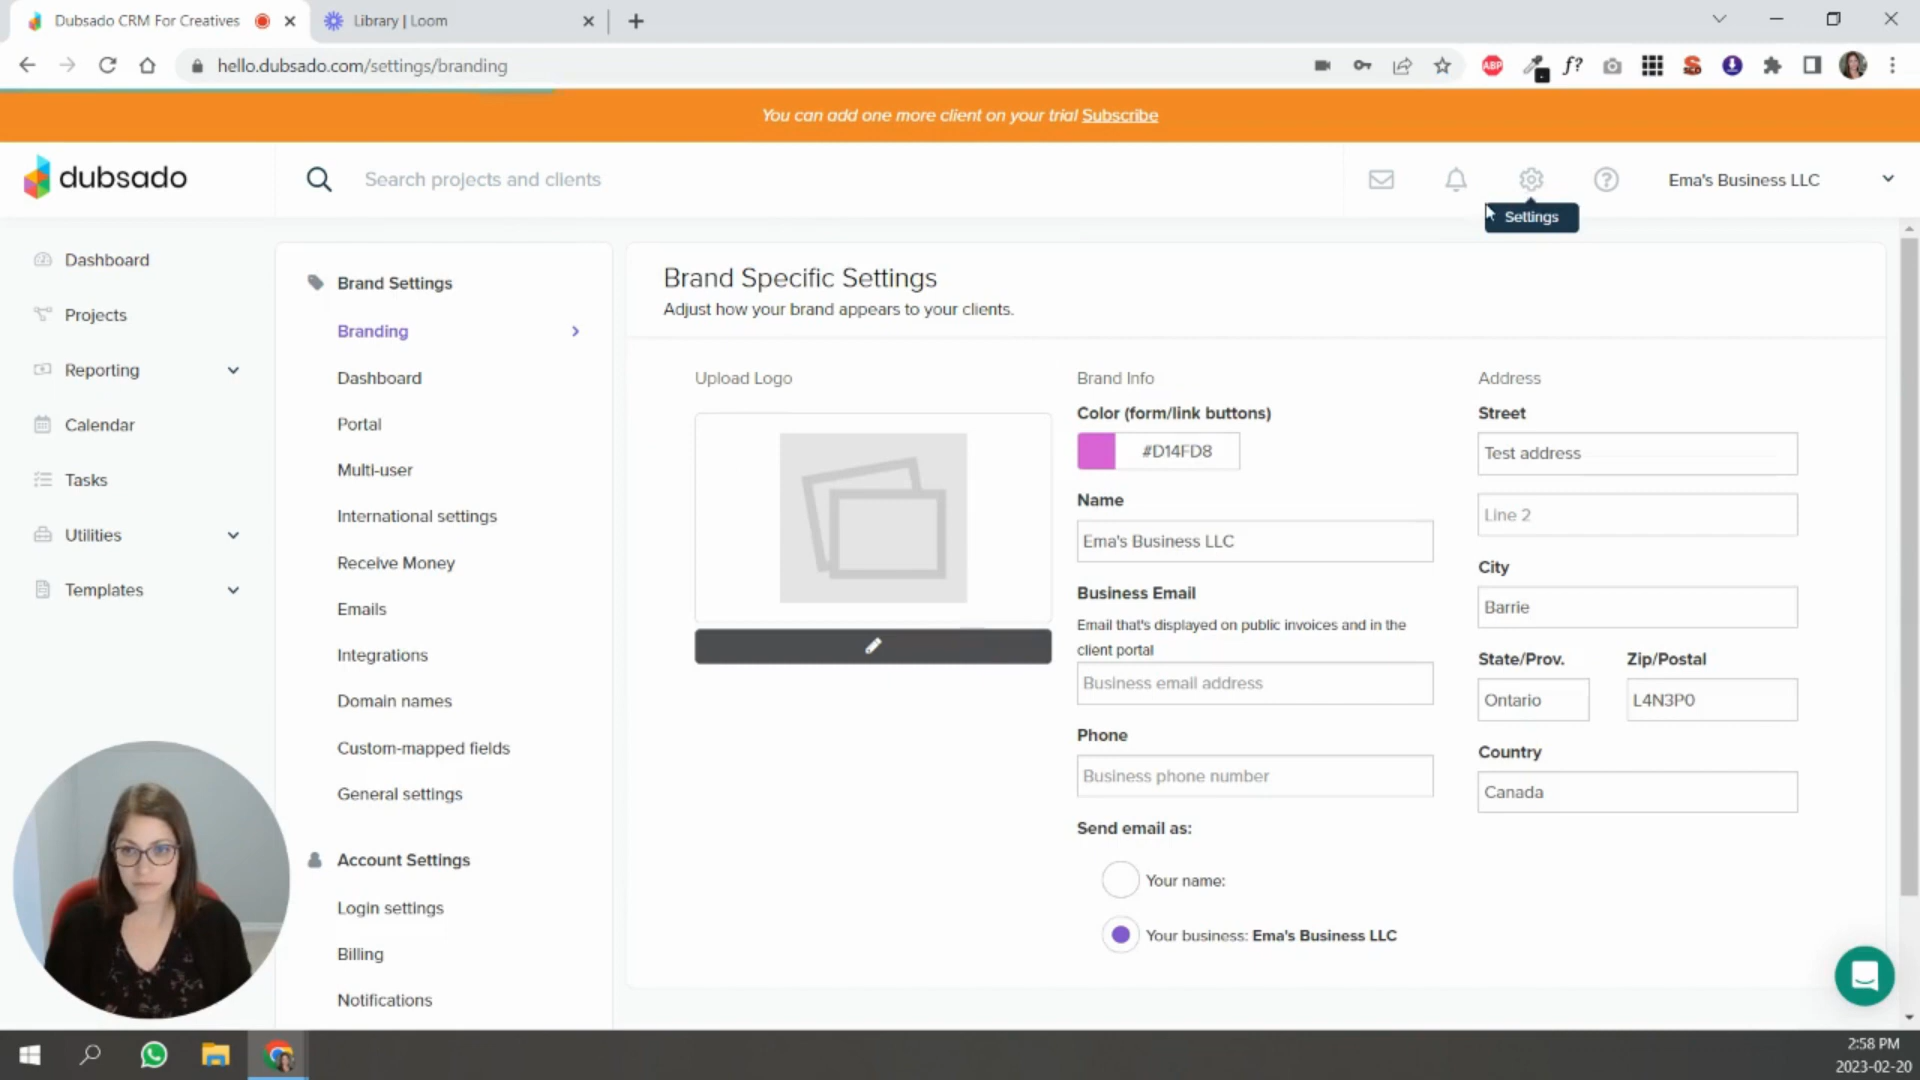 Dubsado CRM For Creatives
Library | Loom
hello.dubsado.com/settings/branding
ABP
f?
You can add one more client on your trial Subscribe
dubsado
Search projects and clients
Ema's Business LLC
Settings
Dashboard
Projects
Reporting
Calendar
Tasks
Utilities
Templates
Brand Settings
Branding
Dashboard
Portal
Multi-user
International settings
Receive Money
Emails
Integrations
Domain names
Custom-mapped fields
General settings
Account Settings
Login settings
Billing
Notifications
Brand Specific Settings
Adjust how your brand appears to your clients.
Upload Logo
Brand Info
Color (form/link buttons)
#D14FD8
Name
Ema's Business LLC
Business Email
Email that's displayed on public invoices and in the
client portal
Business email address
Phone
Business phone number
Send email as:
Your name:
Your business: Ema's Business LLC
Address
Street
Test address
Line 2
City
Barrie
State/Prov.
Zip/Postal
Ontario
L4N3P0
Country
Canada
2:58 PM
2023-02-20